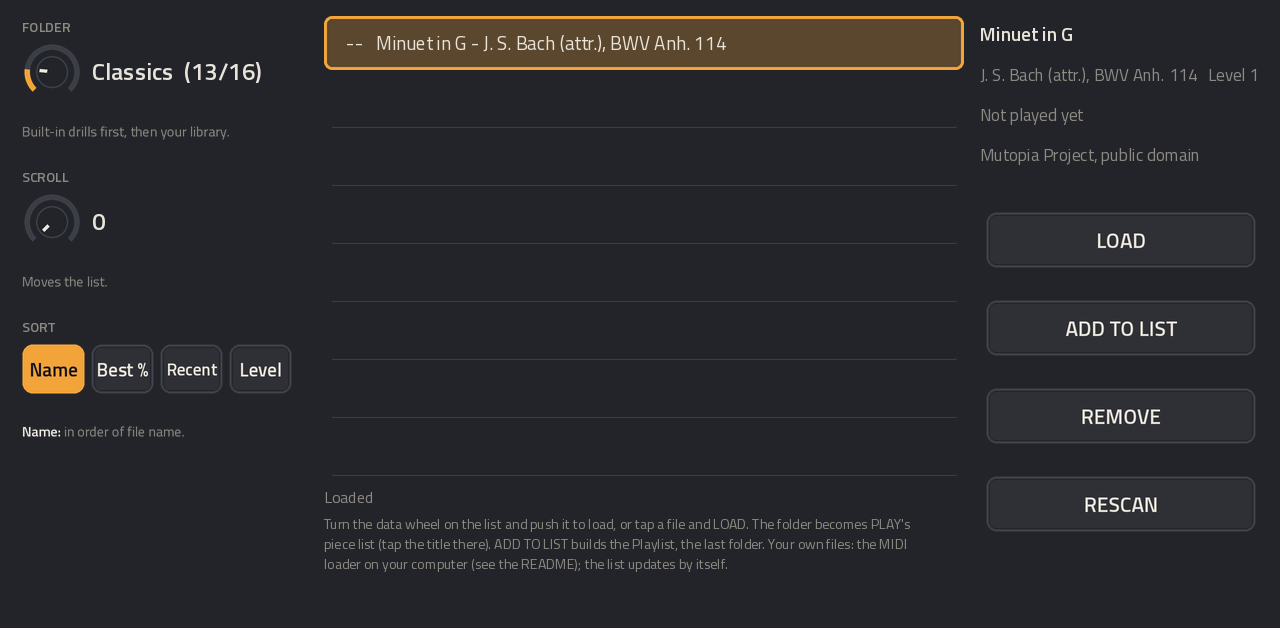 FOLDER
Classics (13/16)
Built-in drills first, then your library.
SCROLL
0
Moves the list.
SORT
Name
Best %
Recent
Level
Name: in order of file name.
-- Minuet in G - J. S. Bach (attr.), BWV Anh. 114
Loaded
Turn the data wheel on the list and push it to load, or tap a file and LOAD. The folder becomes PLAY's
piece list (tap the title there). ADD TO LIST builds the Playlist, the last folder. Your own files: the MIDI
loader on your computer (see the README); the list updates by itself.
Minuet in G
J. S. Bach (attr.), BWV Anh. 114 Level 1
Not played yet
Mutopia Project, public domain
LOAD
ADD TO LIST
REMOVE
RESCAN